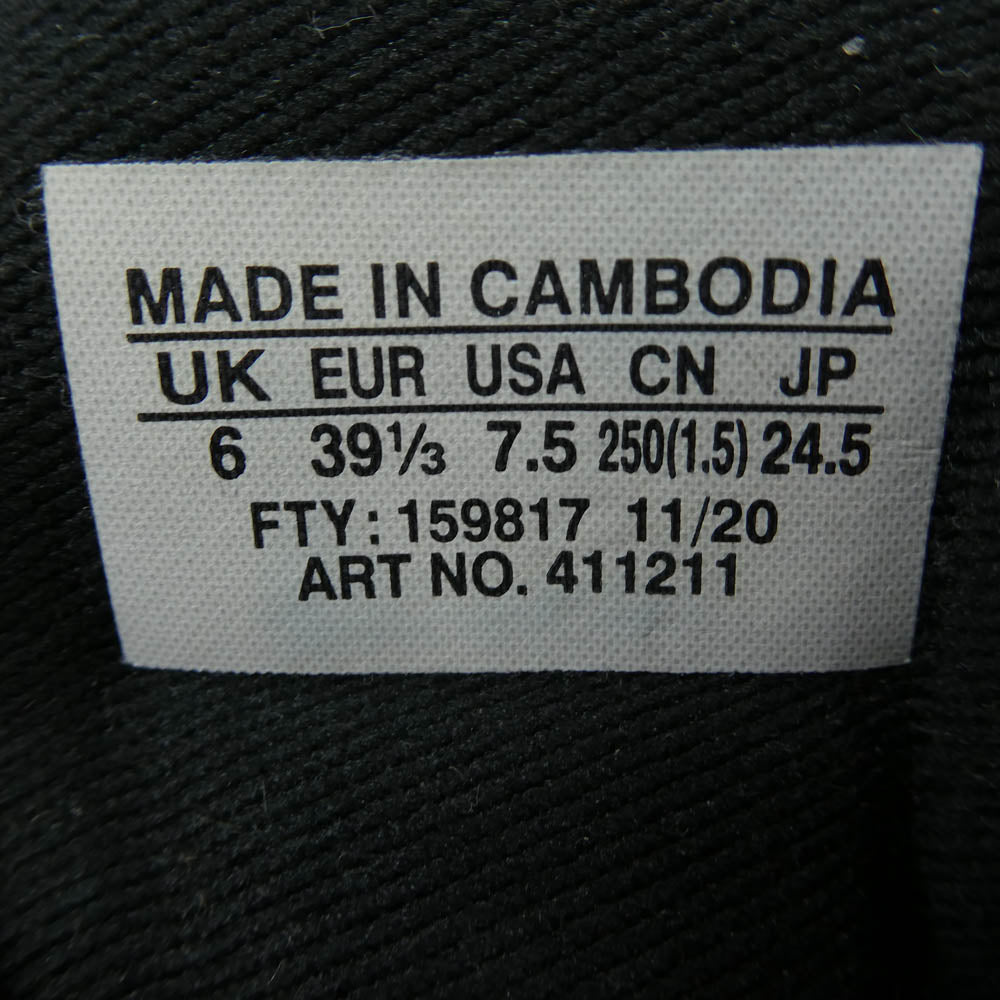 MADE IN CAMBODIA
UK EUR USA CN JP
6 39⅓ 7.5 250(1.5) 24.5
FTY: 159817 11/20
ART NO. 411211